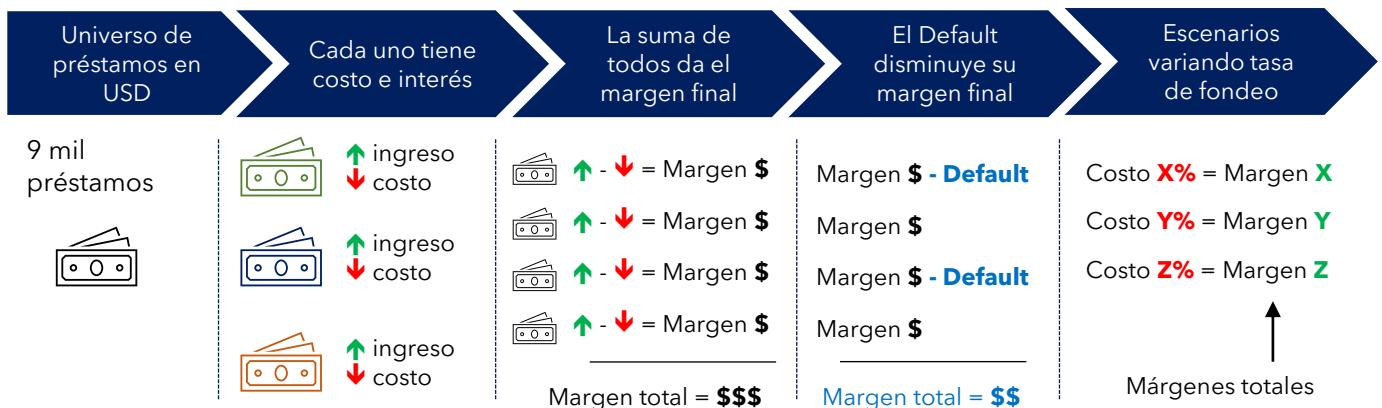 Universo de
préstamos en
USD
Cada uno tiene
costo e interés
La suma de
todos da el
margen final
El Default
disminuye su
margen final
Escenarios
variando tasa
de fondeo
9 mil
préstamos
ingreso
costo
ingreso
costo
ingreso
costo
- = Margen $
- = Margen $
- = Margen $
- = Margen $
Margen total = $$$
Margen $ - Default
Margen $
Margen $ - Default
Margen $
Margen total = $$
Costo X% = Margen X
Costo Y% = Margen Y
Costo Z% = Margen Z
Márgenes totales